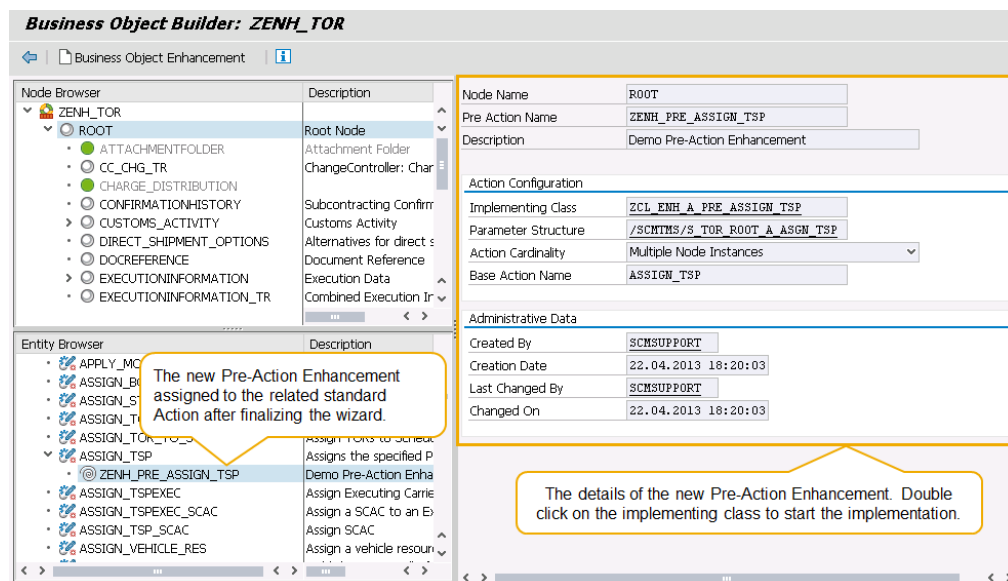 Business Object Builder: ZENH_TOR
Business Object Enhancement
Node Browser Description
ZENH_TOR
ROOT Root Node
ATTACHMENTFOLDER Attachment Folder
CC_CHG_TR ChangeController: Char
CHARGE_DISTRIBUTION
CONFIRMATIONHISTORY Subcontracting Confirm
CUSTOMS_ACTIVITY Customs Activity
DIRECT_SHIPMENT_OPTIONS Alternatives for direct s
DOCREFERENCE Document Reference
EXECUTIONINFORMATION Execution Data
EXECUTIONINFORMATION_TR Combined Execution Ir
Entity Browser Description
APPLY_MC
ASSIGN_BO
ASSIGN_ST
ASSIGN_TO
ASSIGN_TOR_TO_S Assign TORs to Schedul
ASSIGN_TSP Assigns the specified P
ZENH_PRE_ASSIGN_TSP Demo Pre-Action Enha
ASSIGN_TSPEXEC Assign Executing Carrie
ASSIGN_TSPEXEC_SCAC Assign a SCAC to an Ex
ASSIGN_TSP_SCAC Assign SCAC
ASSIGN_VEHICLE_RES Assign a vehicle resour
The new Pre-Action Enhancement
assigned to the related standard
Action after finalizing the wizard.
Node Name ROOT
Pre Action Name ZENH_PRE_ASSIGN_TSP
Description Demo Pre-Action Enhancement
Action Configuration
Implementing Class ZCL_ENH_A_PRE_ASSIGN_TSP
Parameter Structure /SCMTMS/S_TOR_ROOT_A_ASGN_TSP
Action Cardinality Multiple Node Instances
Base Action Name ASSIGN_TSP
Administrative Data
Created By SCMSUPPORT
Creation Date 22.04.2013 18:20:03
Last Changed By SCMSUPPORT
Changed On 22.04.2013 18:20:03
The details of the new Pre-Action Enhancement. Double
click on the implementing class to start the implementation.